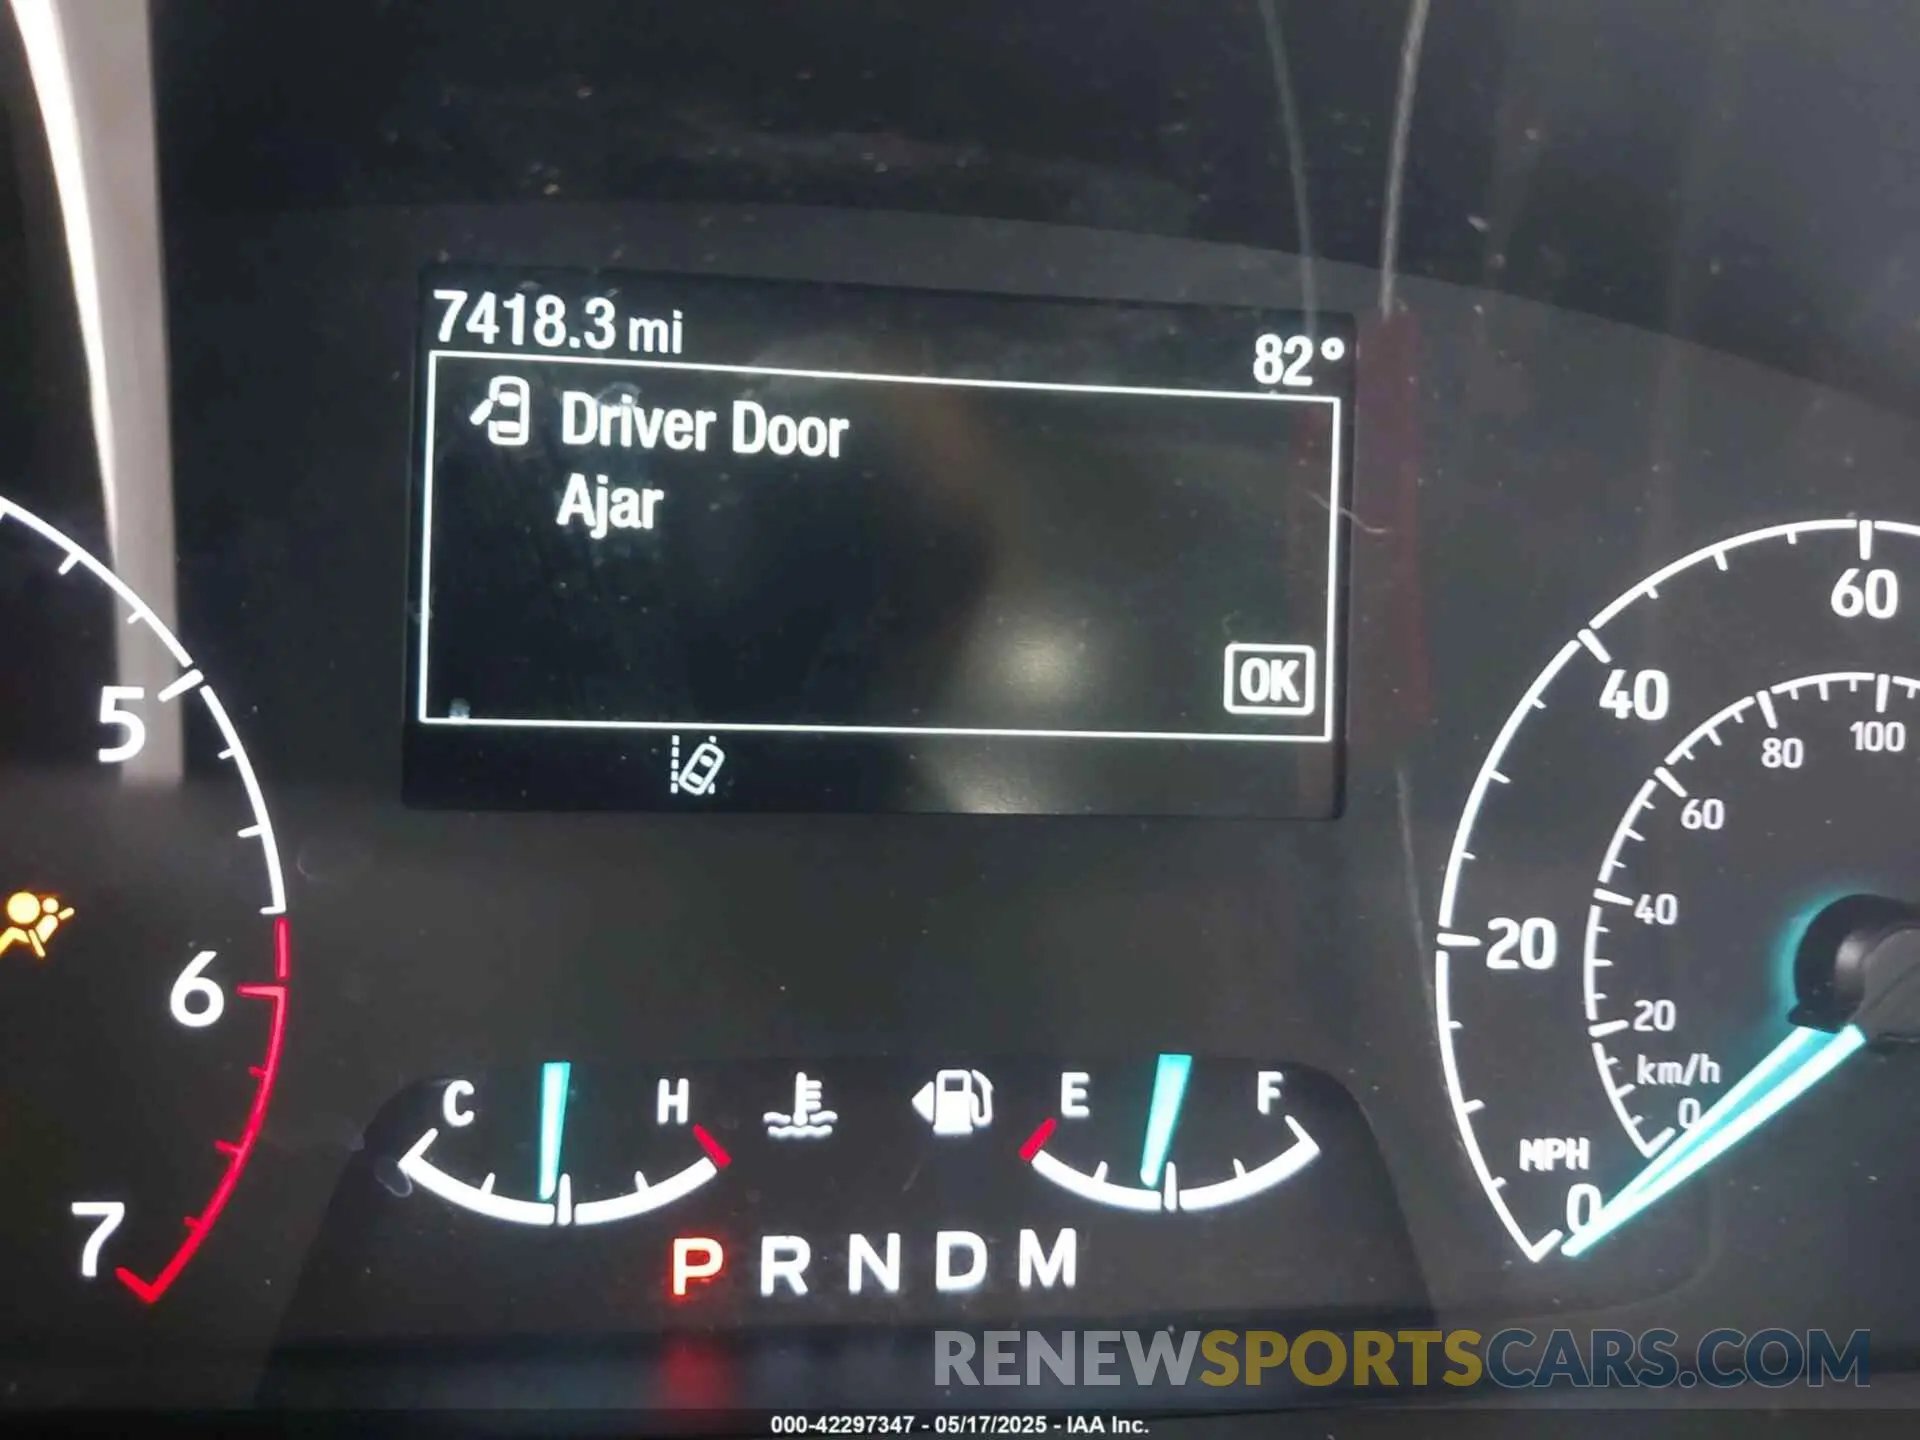 7418.3 mi
82°
Driver Door
Ajar
OK
5
6
7
60
40
20
MPH
0
100
80
60
40
20
km/h
0
C
H
E
F
P R N D M
RENEWSPORTSCARS.COM
000-42297347 - 05/17/2025 - IAA Inc.